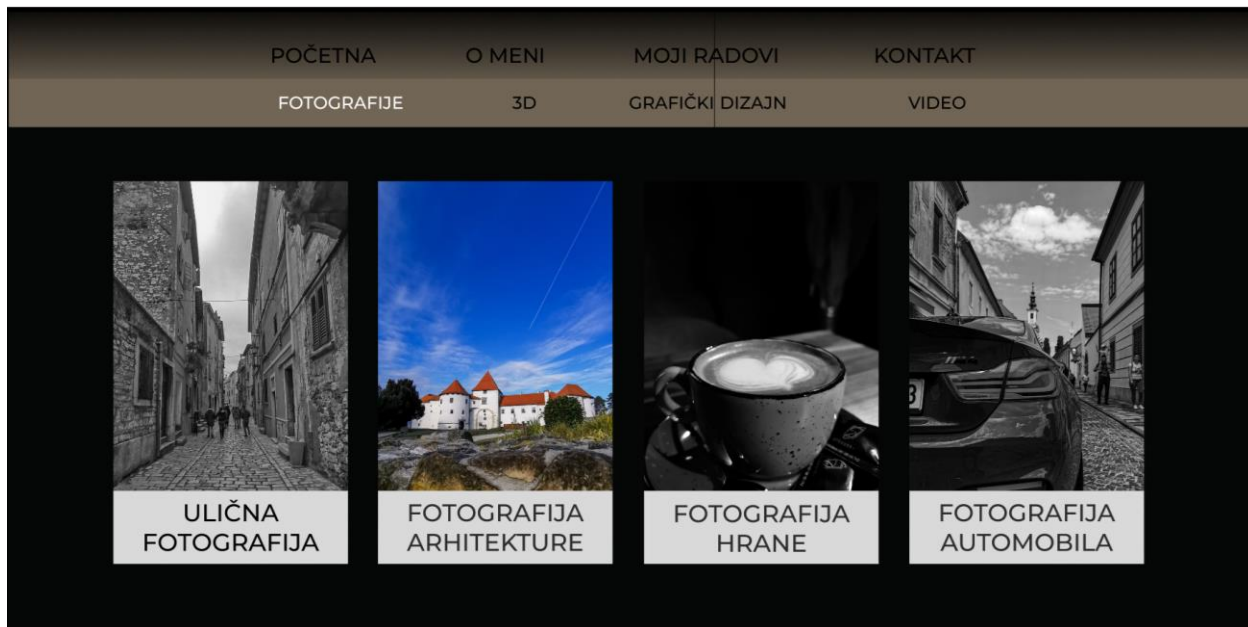 POČETNA O MENI MOJI RADOVI KONTAKT
FOTOGRAFIJE 3D GRAFIČKI DIZAJN VIDEO
ULIČNA
FOTOGRAFIJA
FOTOGRAFIJA
ARHITEKTURE
FOTOGRAFIJA
HRANE
FOTOGRAFIJA
AUTOMOBILA